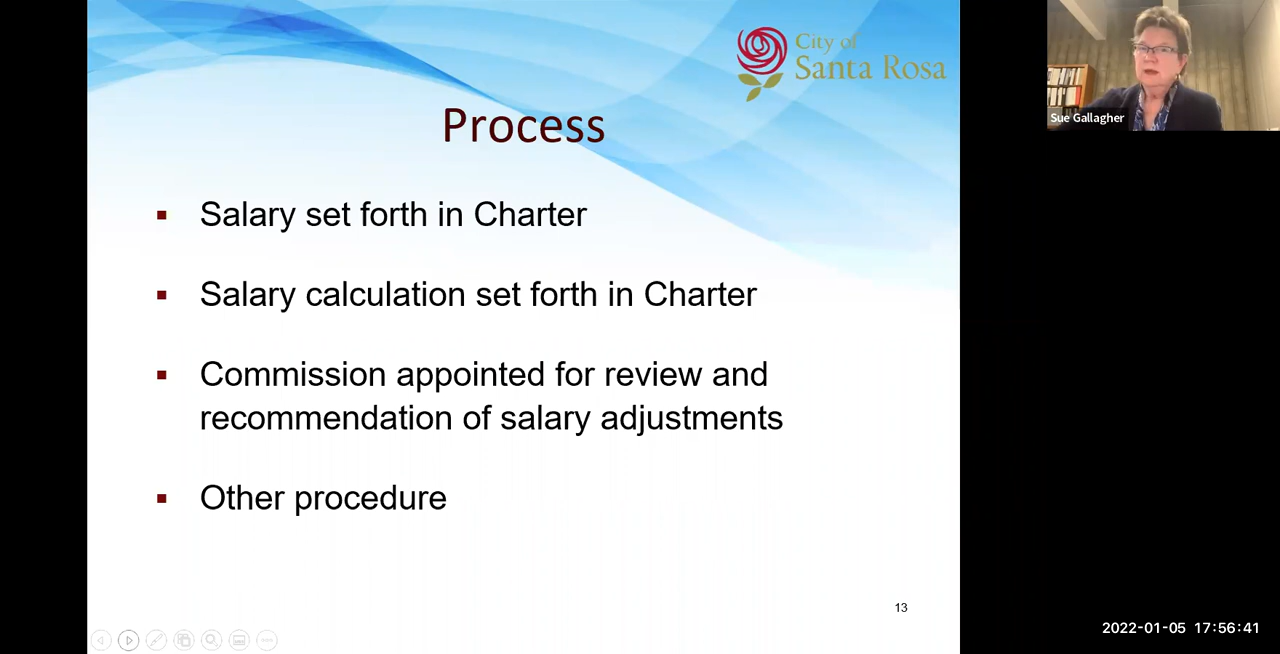 City of
Santa Rosa
Sue Gallagher
Process
▪ Salary set forth in Charter
▪ Salary calculation set forth in Charter
▪ Commission appointed for review and
recommendation of salary adjustments
▪ Other procedure
13
2022-01-05 17:56:41